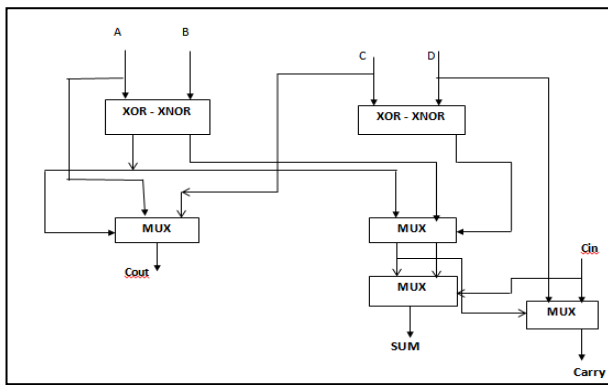 A B C D
XOR - XNOR XOR - XNOR
MUX MUX
Cin
Cout MUX
MUX
SUM
Carry